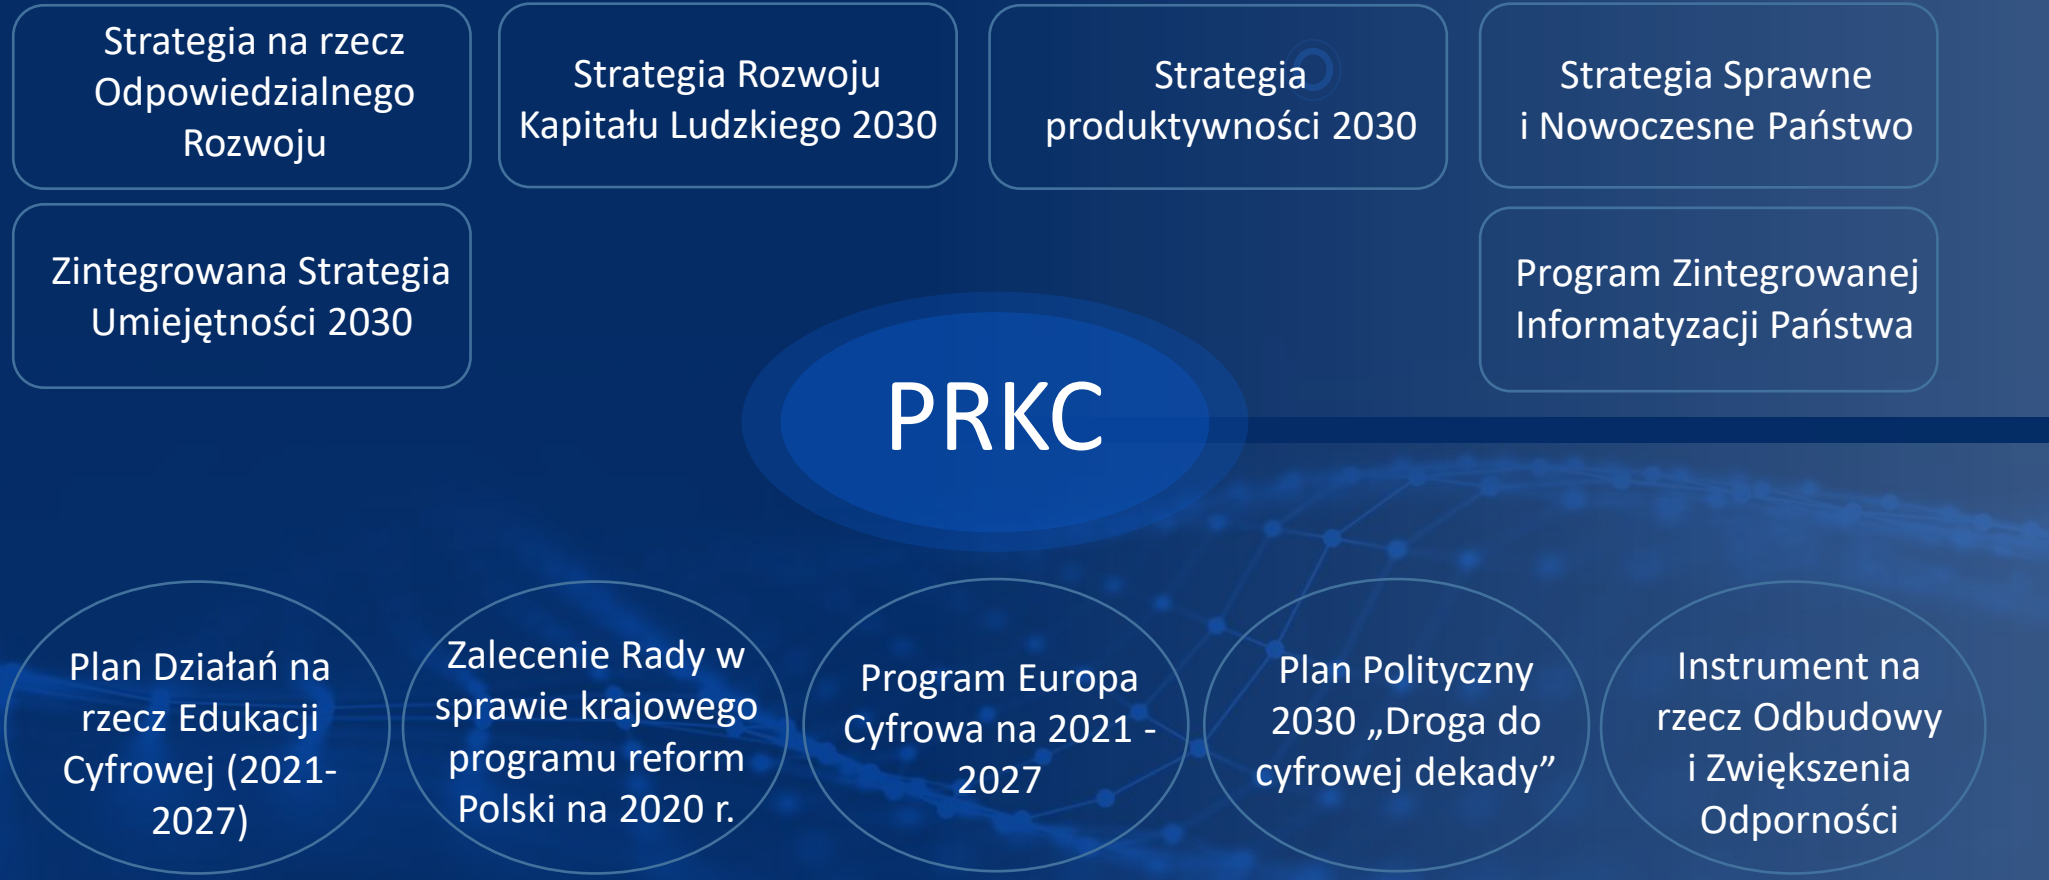 Strategia na rzecz
Odpowiedzialnego
Rozwoju
Strategia Rozwoju
Kapitału Ludzkiego 2030
Strategia
produktywności 2030
Strategia Sprawne
i Nowoczesne Państwo
Zintegrowana Strategia
Umiejętności 2030
Program Zintegrowanej
Informatyzacji Państwa
PRKC
Plan Działań na
rzecz Edukacji
Cyfrowej (2021-
2027)
Zalecenie Rady w
sprawie krajowego
programu reform
Polski na 2020 r.
Program Europa
Cyfrowa na 2021 -
2027
Plan Polityczny
2030 „Droga do
cyfrowej dekady”
Instrument na
rzecz Odbudowy
i Zwiększenia
Odporności